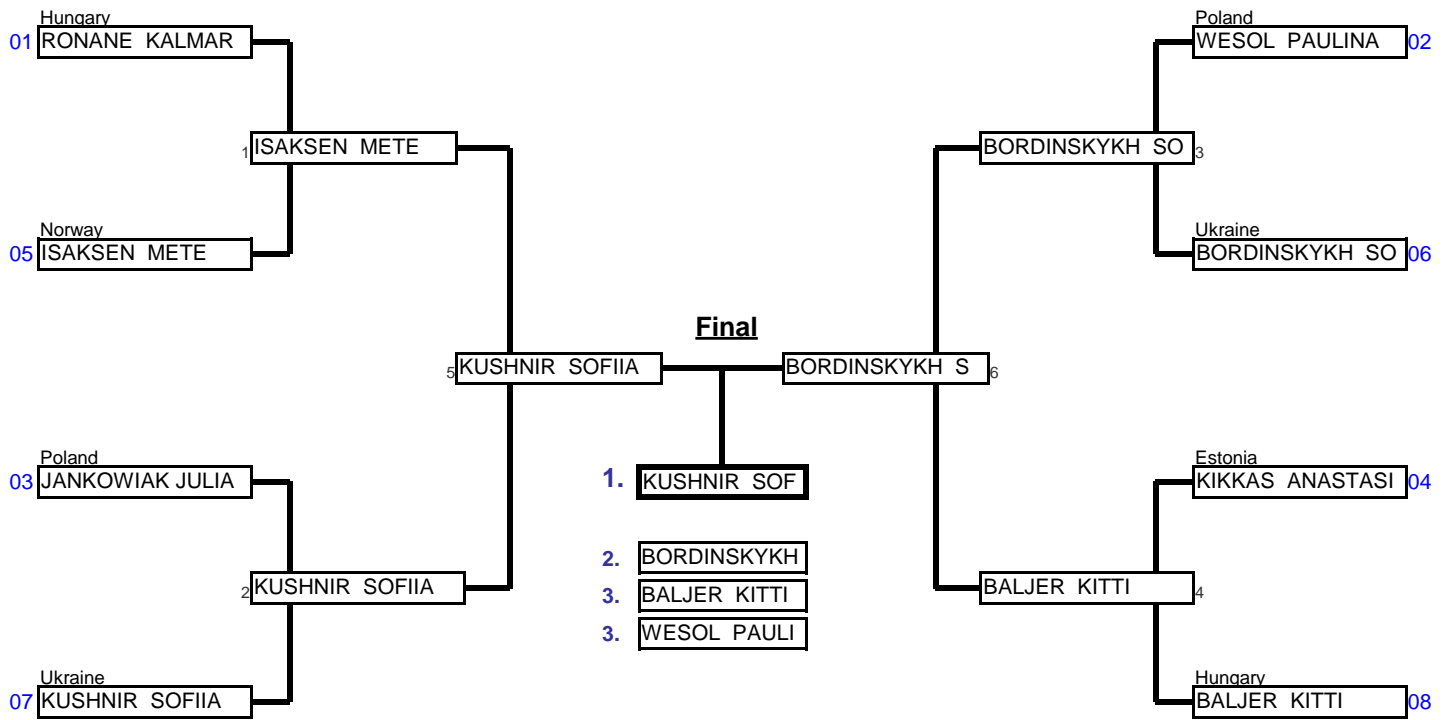 Hungary
01 RONANE KALMAR
Poland
WESOL PAULINA 02
1 ISAKSEN METE
BORDINSKYKH SO 3
Norway
05 ISAKSEN METE
Ukraine
BORDINSKYKH SO 06
Final
5 KUSHNIR SOFIIA
BORDINSKYKH S 6
Poland
03 JANKOWIAK JULIA
1. KUSHNIR SOF
Estonia
KIKKAS ANASTASI 04
2. BORDINSKYKH
2 KUSHNIR SOFIIA
3. BALJER KITTI
BALJER KITTI 4
3. WESOL PAULI
Ukraine
07 KUSHNIR SOFIIA
Hungary
BALJER KITTI 08